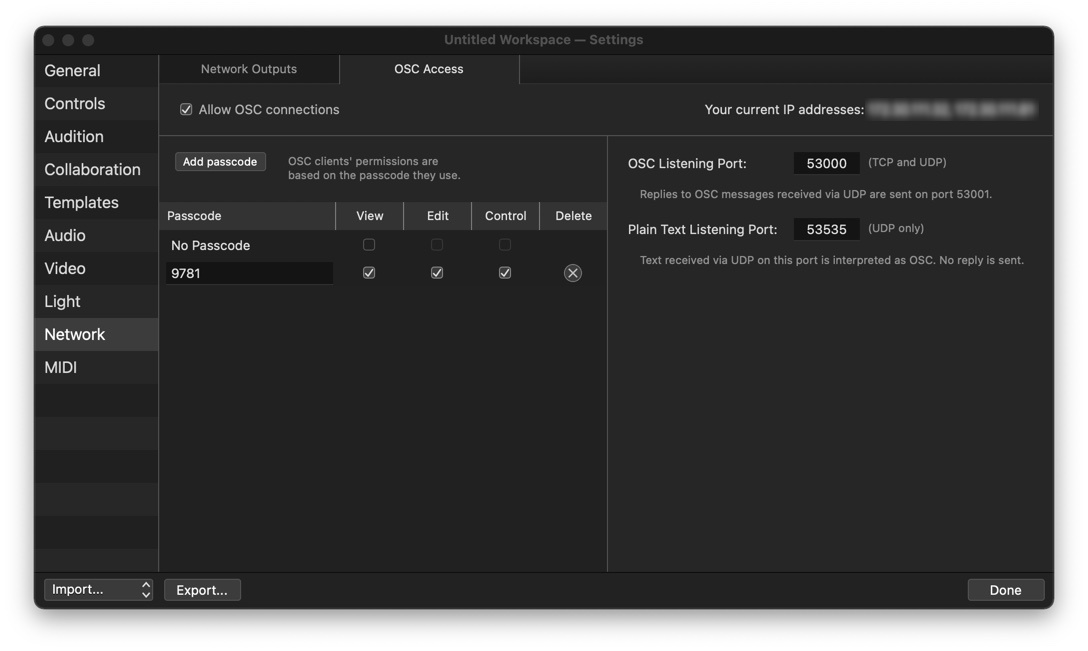 Untitled Workspace — Settings
General
Controls
Audition
Collaboration
Templates
Audio
Video
Light
Network
MIDI
Network Outputs
OSC Access
Allow OSC connections
Your current IP addresses:
Add passcode
OSC clients' permissions are
based on the passcode they use.
Passcode View Edit Control Delete
No Passcode
9781
OSC Listening Port: 53000 (TCP and UDP)
Replies to OSC messages received via UDP are sent on port 53001.
Plain Text Listening Port: 53535 (UDP only)
Text received via UDP on this port is interpreted as OSC. No reply is sent.
Import...
Export...
Done